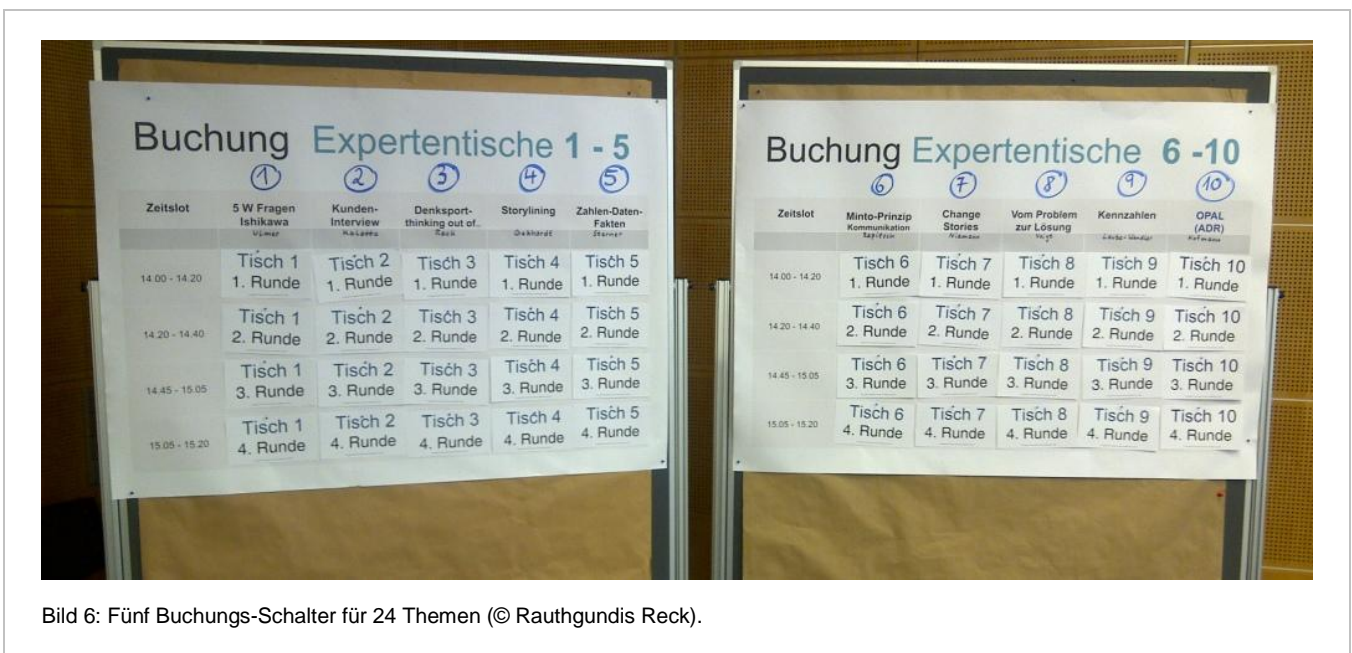 Buchung Expertentische 1 - 5
1 2 3 4 5
Zeitslot 5 W Fragen Kunden- Denksport- Storylining Zahlen-Daten-
Ishikawa Interview thinking out of.. Fakten
Reck Gebhardt
14.00 - 14.20 Tisch 1 Tisch 2 Tisch 3 Tisch 4 Tisch 5
1. Runde 1. Runde 1. Runde 1. Runde 1. Runde
14.20 - 14.40 Tisch 1 Tisch 2 Tisch 3 Tisch 4 Tisch 5
2. Runde 2. Runde 2. Runde 2. Runde 2. Runde
14.45 - 15.05 Tisch 1 Tisch 2 Tisch 3 Tisch 4 Tisch 5
3. Runde 3. Runde 3. Runde 3. Runde 3. Runde
15.05 - 15.20 Tisch 1 Tisch 2 Tisch 3 Tisch 4 Tisch 5
4. Runde 4. Runde 4. Runde 4. Runde 4. Runde
Buchung Expertentische 6 -10
6 7 8 9 10
Zeitslot Minto-Prinzip Change Vom Problem Kennzahlen OPAL
Kommunikation Stories zur Lösung (ADR)
Niemann Hofmann
14.00 - 14.20 Tisch 6 Tisch 7 Tisch 8 Tisch 9 Tisch 10
1. Runde 1. Runde 1. Runde 1. Runde 1. Runde
14.20 - 14.40 Tisch 6 Tisch 7 Tisch 8 Tisch 9 Tisch 10
2. Runde 2. Runde 2. Runde 2. Runde 2. Runde
14.45 - 15.05 Tisch 6 Tisch 7 Tisch 8 Tisch 9 Tisch 10
3. Runde 3. Runde 3. Runde 3. Runde 3. Runde
15.05 - 15.20 Tisch 6 Tisch 7 Tisch 8 Tisch 9 Tisch 10
4. Runde 4. Runde 4. Runde 4. Runde 4. Runde
Bild 6: Fünf Buchungs-Schalter für 24 Themen (© Rauthgundis Reck).